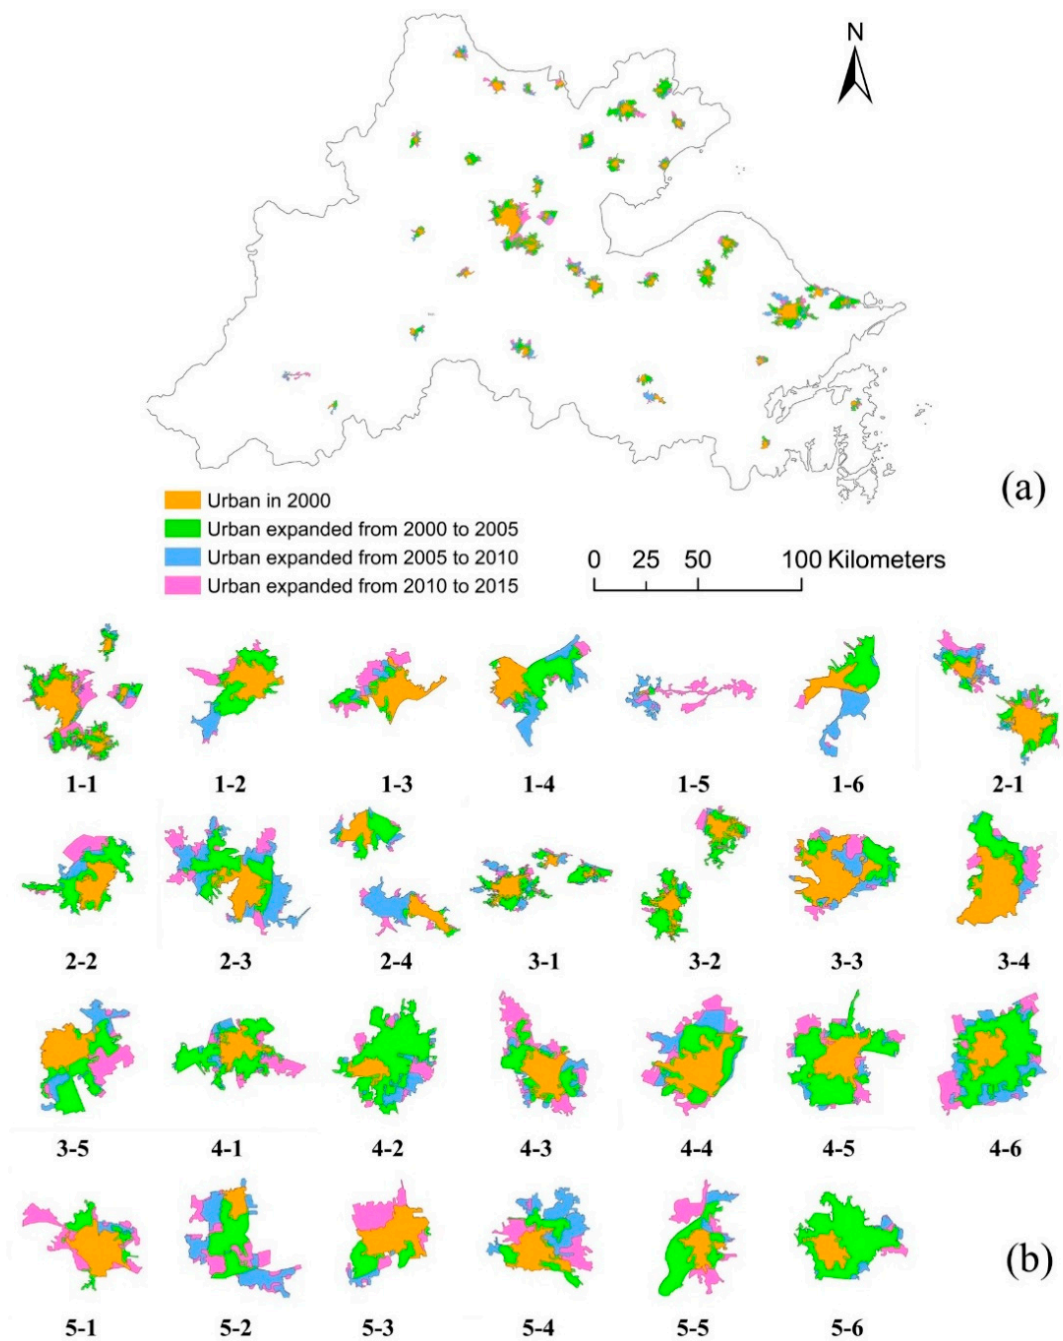 N
(a)
Urban in 2000
Urban expanded from 2000 to 2005
Urban expanded from 2005 to 2010
Urban expanded from 2010 to 2015
0 25 50 100 Kilometers
1-1 1-2 1-3 1-4 1-5 1-6 2-1
2-2 2-3 2-4 3-1 3-2 3-3 3-4
3-5 4-1 4-2 4-3 4-4 4-5 4-6
(b)
5-1 5-2 5-3 5-4 5-5 5-6